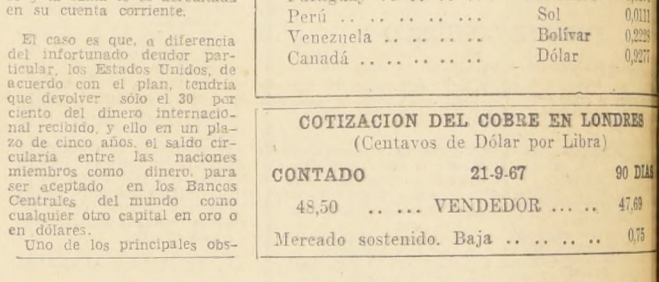 en su cuenta corriente.
El caso es que, a diferencia
del infortunado deudor par-
ticular, los Estados Unidos, de
acuerdo con el plan, tendría
que devolver sólo el 30 por
ciento del dinero internacio-
nal recibido, y ello en un pla-
zo de cinco años, el saldo cir-
cularía entre las naciones
miembros como dinero, para
ser aceptado en los Bancos
Centrales del mundo como
cualquier otro capital en oro o
en dólares.
Uno de los principales obs-
Perú .. .. .. .. .. Sol 0,0111
Venezuela .. .. .. .. Bolívar 0,2228
Canadá .. .. .. .. .. Dólar 0,9277
COTIZACION DEL COBRE EN LONDRES
(Centavos de Dólar por Libra)
CONTADO 21-9-67 90 DIAS
48,50 .. .. ... VENDEDOR ... .. 47,69
Mercado sostenido. Baja .. .. .. .. 0,75